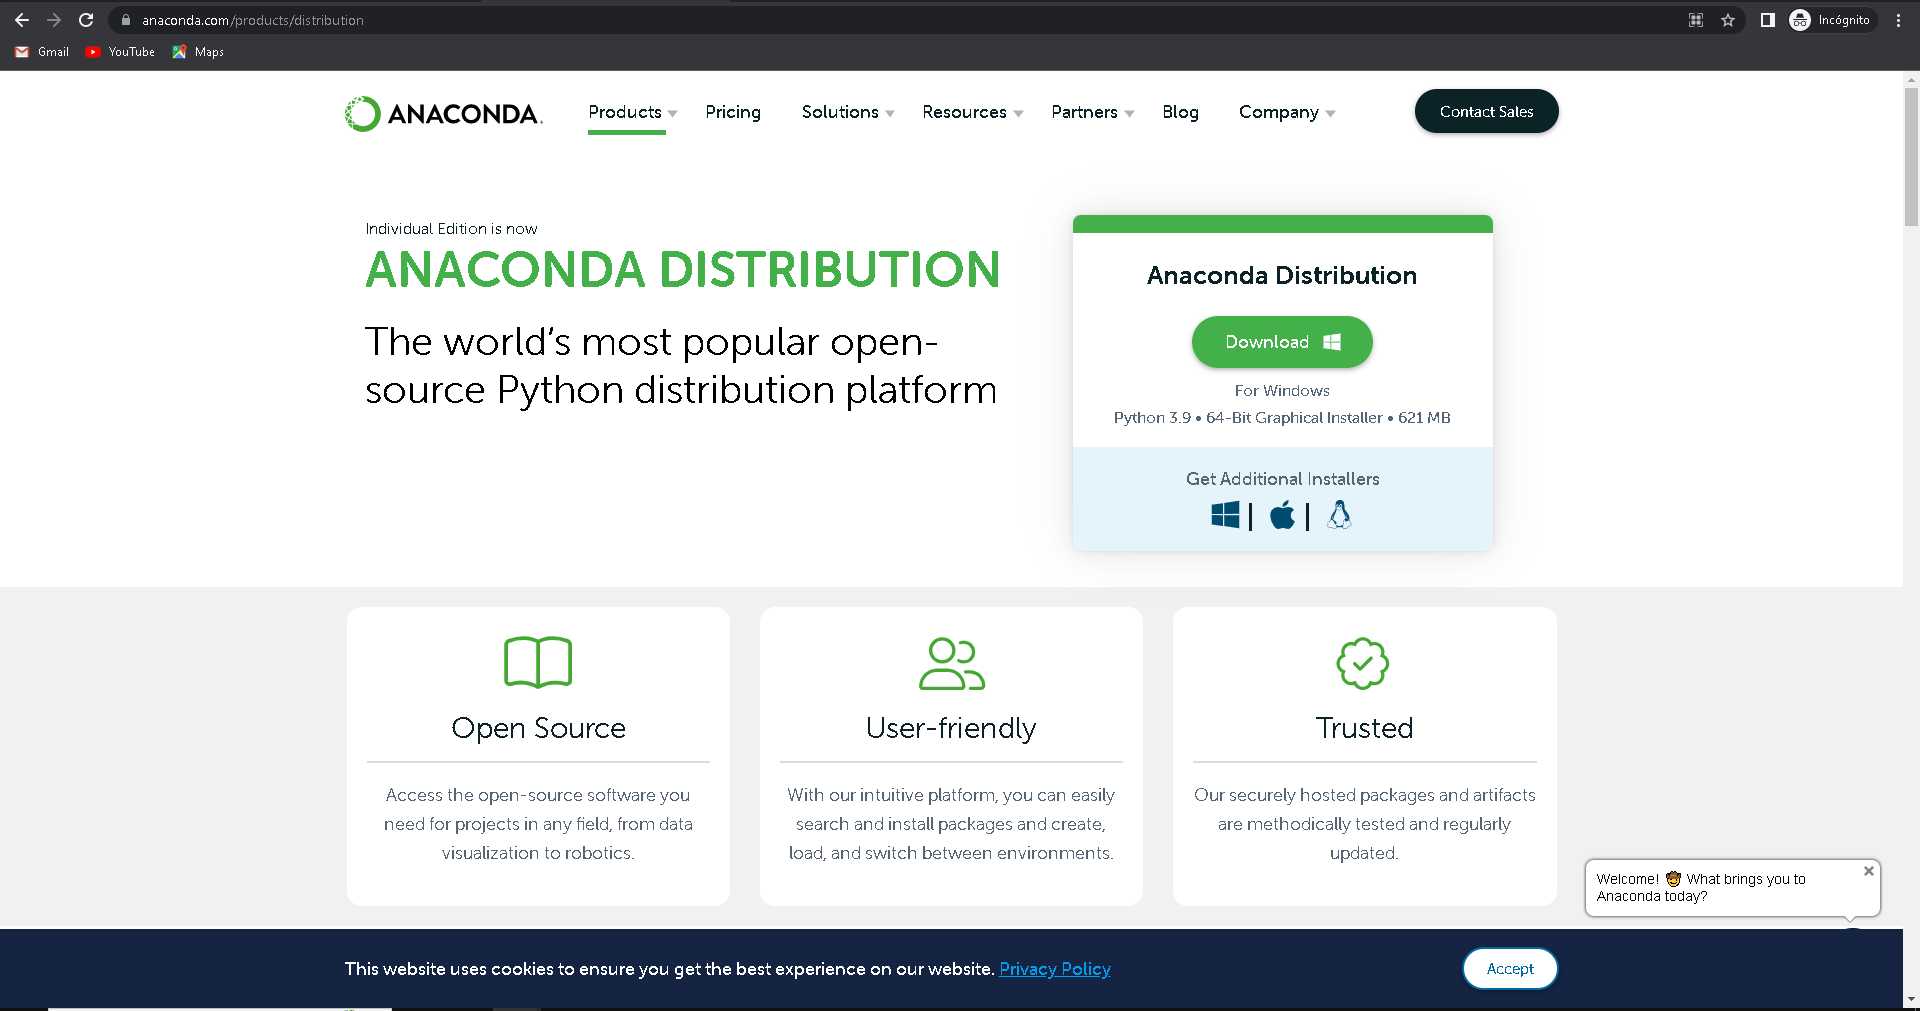 anaconda.com/products/distribution
Incógnito
Gmail
YouTube
Maps
ANACONDA.
Products
Pricing
Solutions
Resources
Partners
Blog
Company
Contact Sales
Individual Edition is now
ANACONDA DISTRIBUTION
The world's most popular open-
source Python distribution platform
Anaconda Distribution
Download
For Windows
Python 3.9 • 64-Bit Graphical Installer • 621 MB
Get Additional Installers
Open Source
Access the open-source software you
need for projects in any field, from data
visualization to robotics.
User-friendly
With our intuitive platform, you can easily
search and install packages and create,
load, and switch between environments.
Trusted
Our securely hosted packages and artifacts
are methodically tested and regularly
updated.
Welcome! 🤠 What brings you to
Anaconda today?
This website uses cookies to ensure you get the best experience on our website. Privacy Policy
Accept